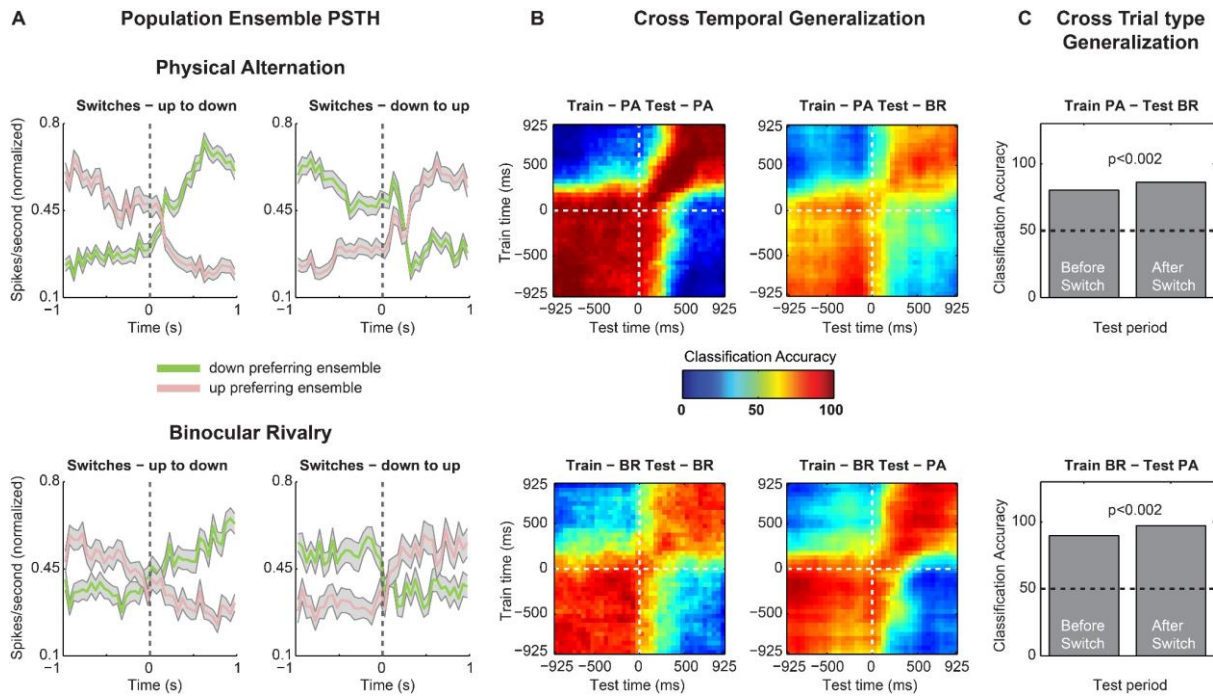 A Population Ensemble PSTH
Physical Alternation
Switches – up to down
Switches – down to up
Spikes/second (normalized)
0.8
0.45
0.1
−1 0 1
Time (s)
0.8
0.45
0.1
−1 0 1
Time (s)
down preferring ensemble
up preferring ensemble
Binocular Rivalry
Switches – up to down
Switches – down to up
Spikes/second (normalized)
0.8
0.45
0.1
−1 0 1
Time (s)
0.8
0.45
0.1
−1 0 1
Time (s)
B Cross Temporal Generalization
Train – PA Test – PA
Train – PA Test – BR
Train time (ms)
925
500
0
−500
−925
−925 −500 0 500 925
Test time (ms)
925
500
0
−500
−925
−925 −500 0 500 925
Test time (ms)
Classification Accuracy
0 50 100
Train – BR Test – BR
Train – BR Test – PA
Train time (ms)
925
500
0
−500
−925
−925 −500 0 500 925
Test time (ms)
925
500
0
−500
−925
−925 −500 0 500 925
Test time (ms)
C Cross Trial type
Generalization
Train PA – Test BR
Classification Accuracy
100
50
0
p<0.002
Before
Switch
After
Switch
Test period
Train BR – Test PA
Classification Accuracy
100
50
0
p<0.002
Before
Switch
After
Switch
Test period